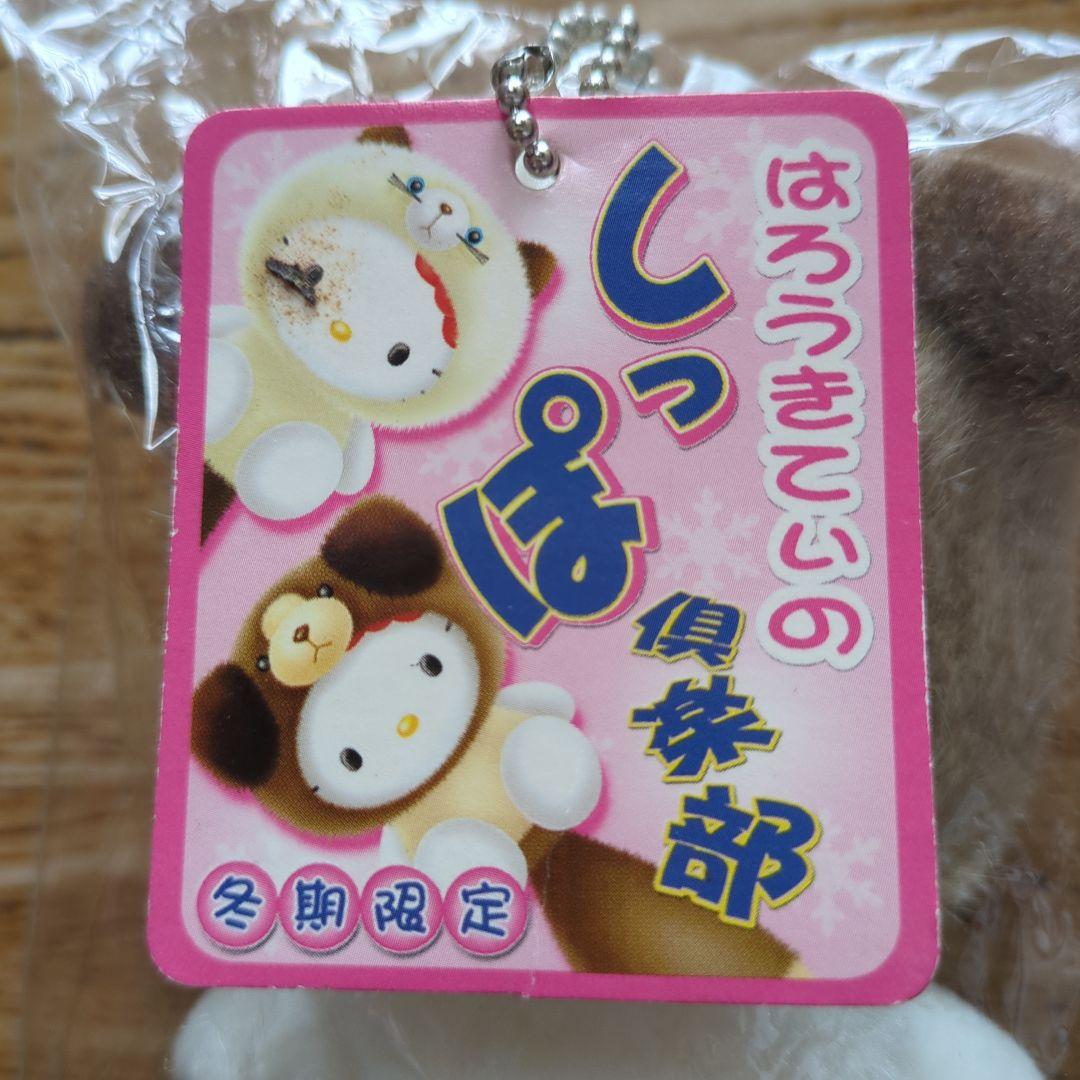 はろうきてぃの
しっぽ
倶楽部
冬期限定